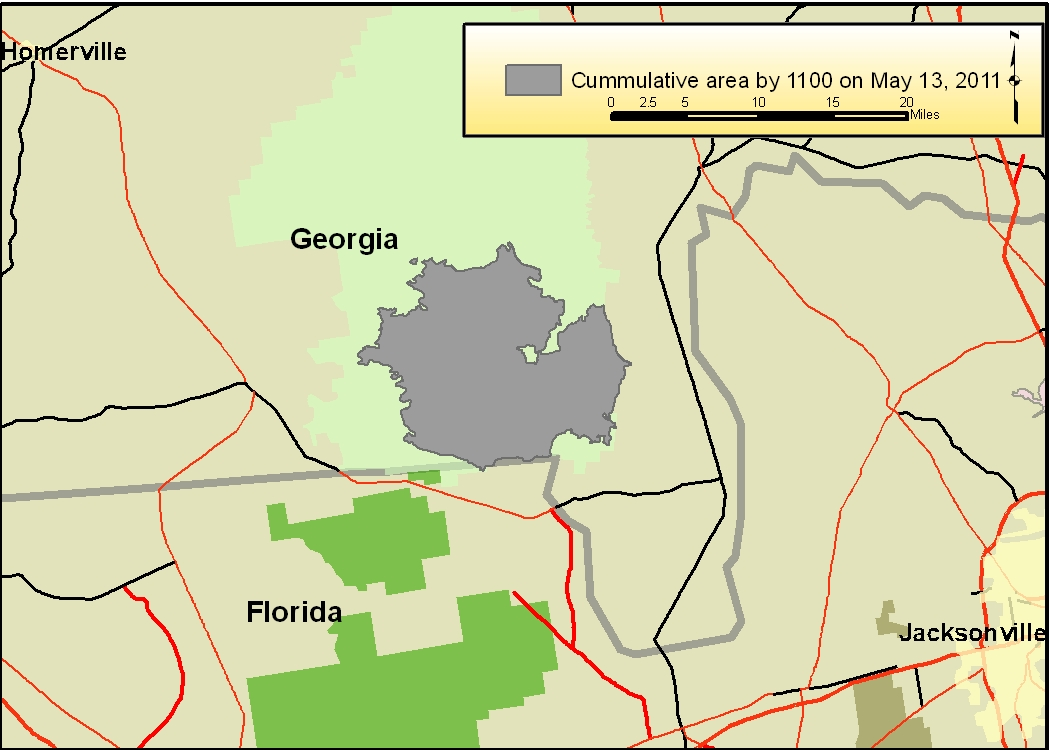 Homerville
Cummulative area by 1100 on May 13, 2011
0 2.5 5 10 15 20
Miles
Georgia
Florida
Jacksonville